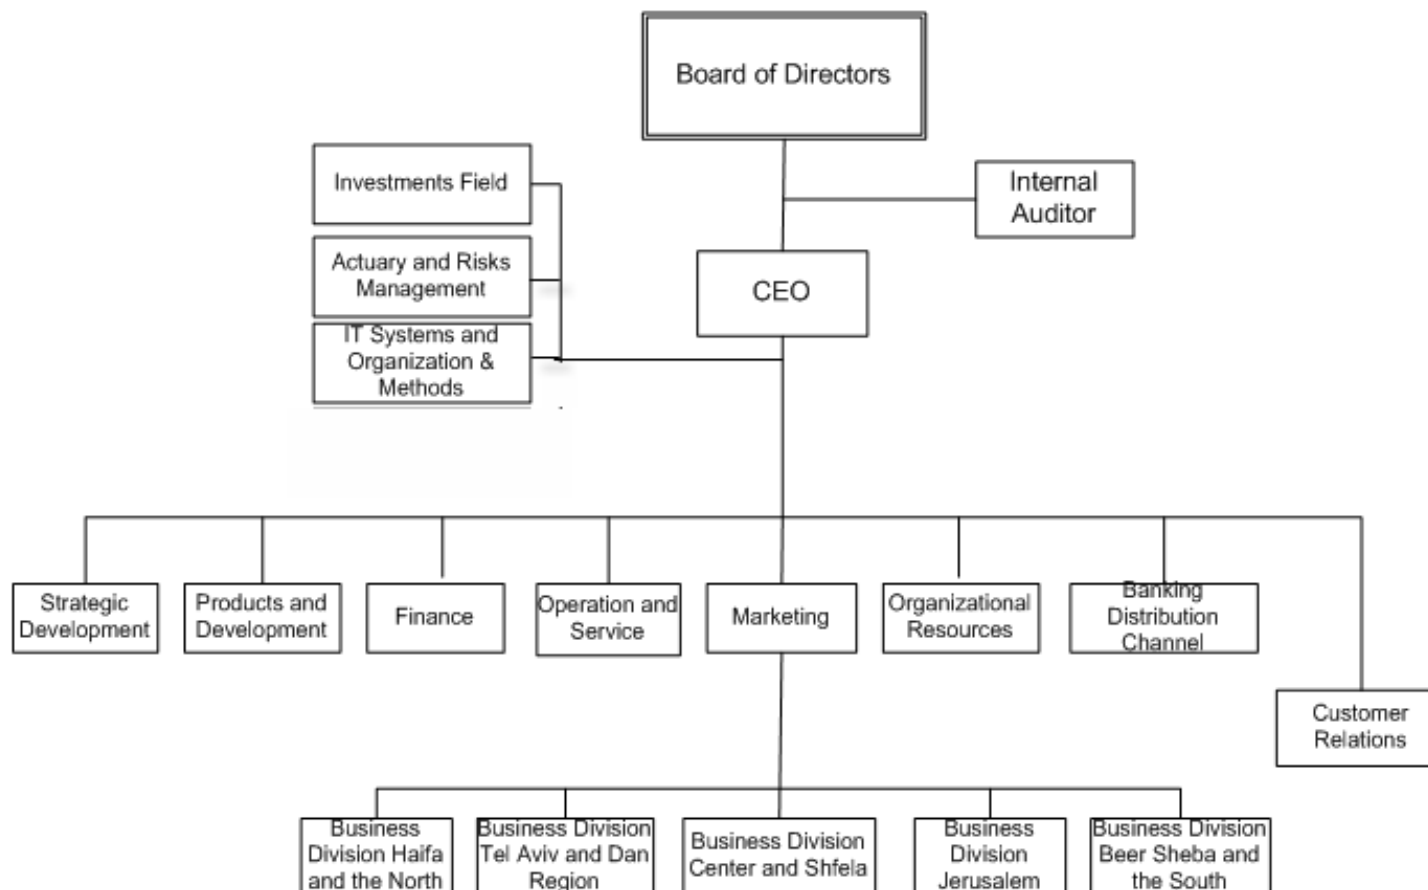 Board of Directors
Investments Field
Internal
Auditor
Actuary and Risks
Management
CEO
IT Systems and
Organization &
Methods
Strategic
Development
Products and
Development
Finance
Operation and
Service
Marketing
Organizational
Resources
Banking
Distribution
Channel
Customer
Relations
Business
Division Haifa
and the North
Business Division
Tel Aviv and Dan
Region
Business Division
Center and Shfela
Business
Division
Jerusalem
Business Division
Beer Sheba and
the South